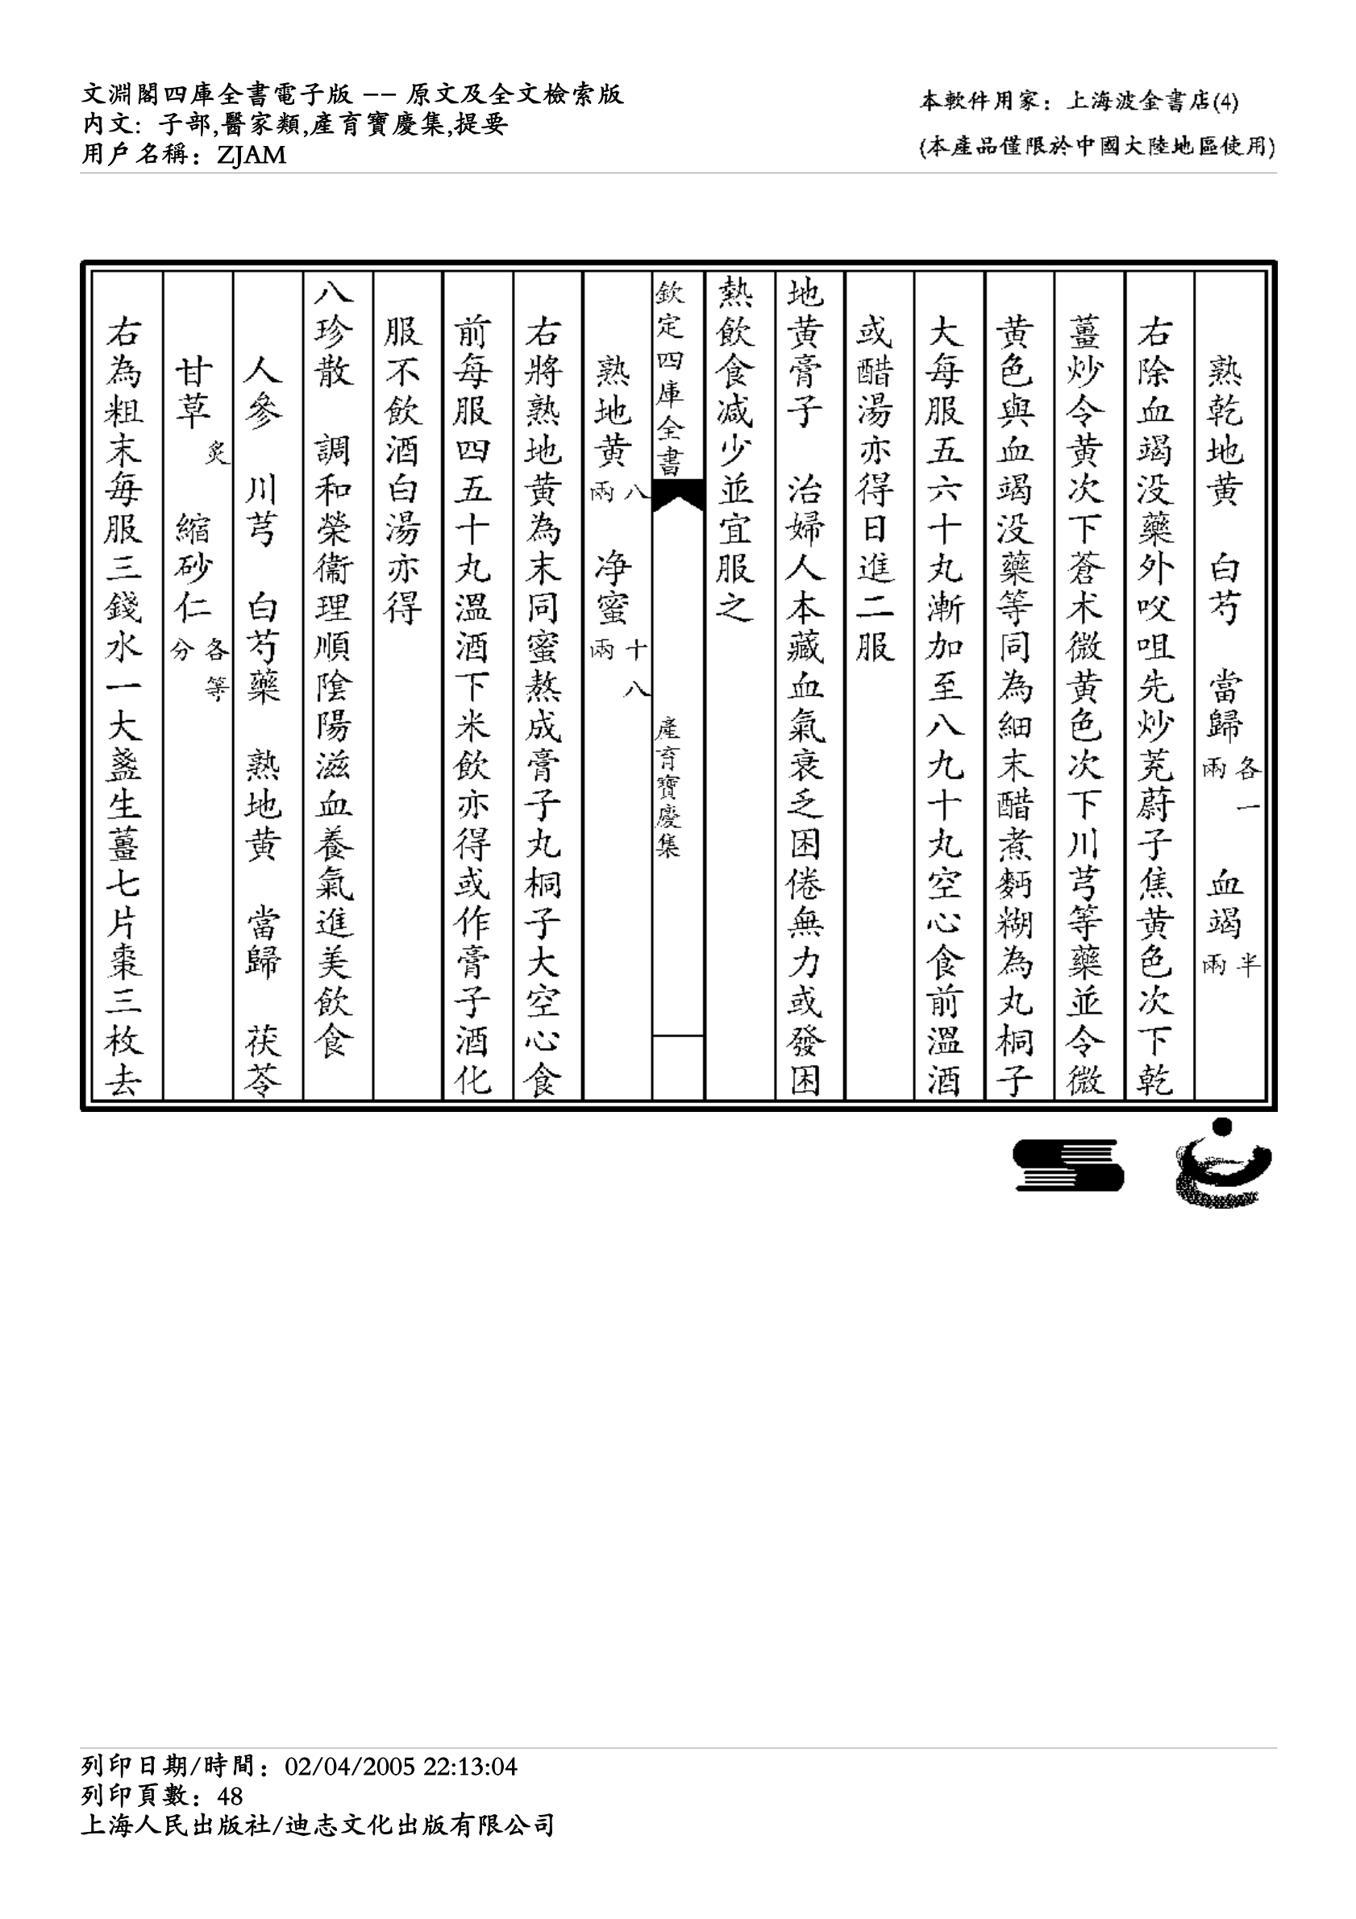 文淵閣四庫全書電子版 -- 原文及全文檢索版
内文: 子部,醫家類,產育寶慶集,提要
用戶名稱: ZJAM
本軟件用家: 上海波金書店(4)
(本產品僅限於中國大陸地區使用)
熟乾地黄 白芍 當歸各一兩 血竭半兩
右除血竭没藥外㕮咀先炒茺蔚子焦黄色次下乾
薑炒令黄次下蒼术微黄色次下川芎等藥並令微
黄色與血竭没藥等同為細末醋煮麪糊為丸桐子
大每服五六十丸漸加至八九十丸空心食前溫酒
或醋湯亦得日進二服
地黄膏子 治婦人本藏血氣衰乏困倦無力或發困
熱飲食减少並宜服之
欽定四庫全書 產育寶慶集
熟地黄八兩 净蜜十八兩
右將熟地黄為末同蜜熬成膏子丸桐子大空心食
前每服四五十丸溫酒下米飲亦得或作膏子酒化
服不飲酒白湯亦得
八珍散 調和榮衞理順陰陽滋血養氣進美飲食
人參 川芎 白芍藥 熟地黄 當歸 茯苓
甘草炙 縮砂仁各等分
右為粗末每服三錢水一大盞生薑七片棗三枚去
列印日期/時間: 02/04/2005 22:13:04
列印頁數: 48
上海人民出版社/迪志文化出版有限公司